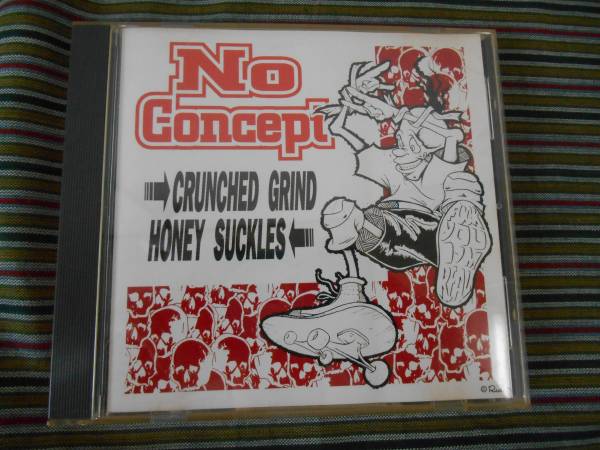 No
Concept
CRUNCHED GRIND
HONEY SUCKLES